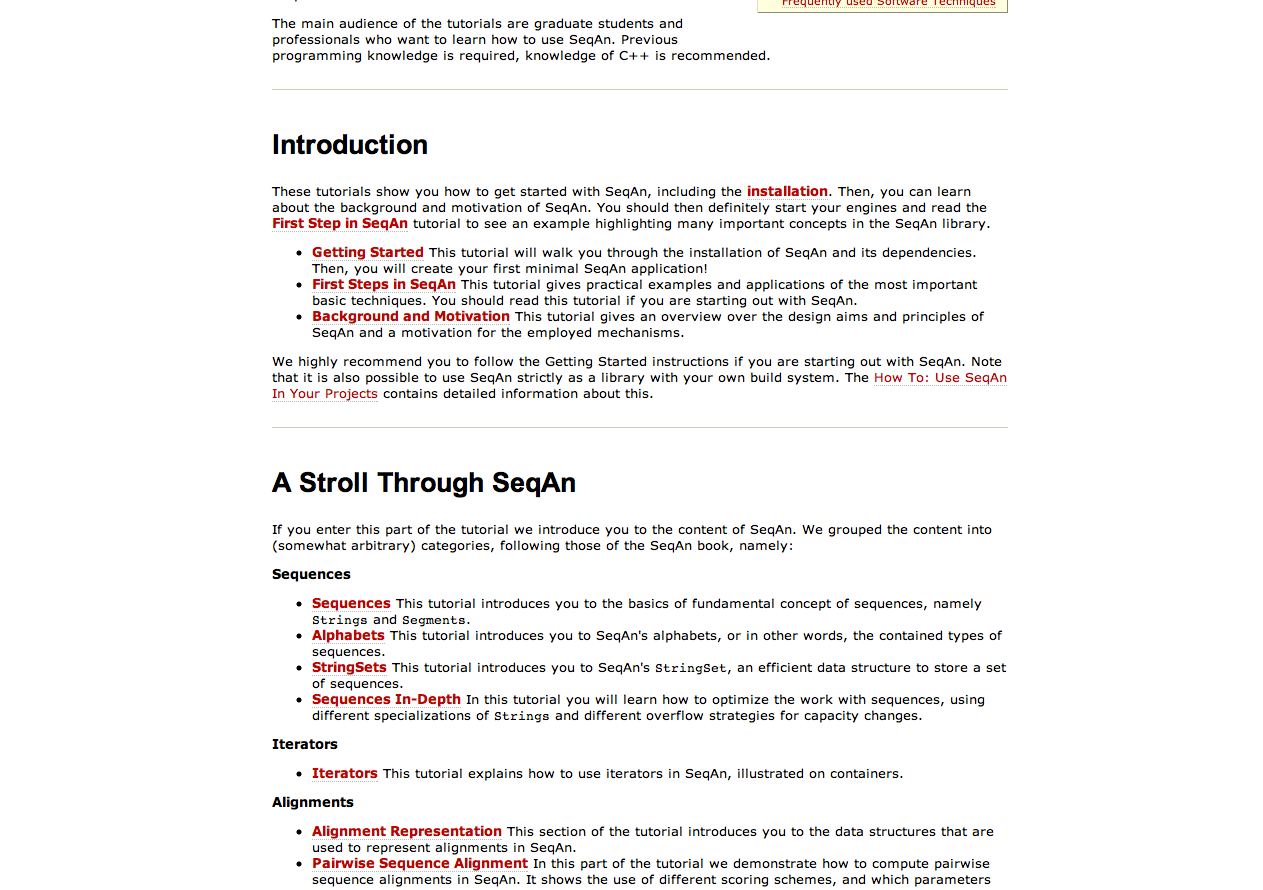 Frequently used Software Techniques
The main audience of the tutorials are graduate students and
professionals who want to learn how to use SeqAn. Previous
programming knowledge is required, knowledge of C++ is recommended.
Introduction
These tutorials show you how to get started with SeqAn, including the installation. Then, you can learn
about the background and motivation of SeqAn. You should then definitely start your engines and read the
First Step in SeqAn tutorial to see an example highlighting many important concepts in the SeqAn library.
• Getting Started This tutorial will walk you through the installation of SeqAn and its dependencies.
Then, you will create your first minimal SeqAn application!
• First Steps in SeqAn This tutorial gives practical examples and applications of the most important
basic techniques. You should read this tutorial if you are starting out with SeqAn.
• Background and Motivation This tutorial gives an overview over the design aims and principles of
SeqAn and a motivation for the employed mechanisms.
We highly recommend you to follow the Getting Started instructions if you are starting out with SeqAn. Note
that it is also possible to use SeqAn strictly as a library with your own build system. The How To: Use SeqAn
In Your Projects contains detailed information about this.
A Stroll Through SeqAn
If you enter this part of the tutorial we introduce you to the content of SeqAn. We grouped the content into
(somewhat arbitrary) categories, following those of the SeqAn book, namely:
Sequences
• Sequences This tutorial introduces you to the basics of fundamental concept of sequences, namely
Strings and Segments.
• Alphabets This tutorial introduces you to SeqAn's alphabets, or in other words, the contained types of
sequences.
• StringSets This tutorial introduces you to SeqAn's StringSet, an efficient data structure to store a set
of sequences.
• Sequences In-Depth In this tutorial you will learn how to optimize the work with sequences, using
different specializations of Strings and different overflow strategies for capacity changes.
Iterators
• Iterators This tutorial explains how to use iterators in SeqAn, illustrated on containers.
Alignments
• Alignment Representation This section of the tutorial introduces you to the data structures that are
used to represent alignments in SeqAn.
• Pairwise Sequence Alignment In this part of the tutorial we demonstrate how to compute pairwise
sequence alignments in SeqAn. It shows the use of different scoring schemes, and which parameters